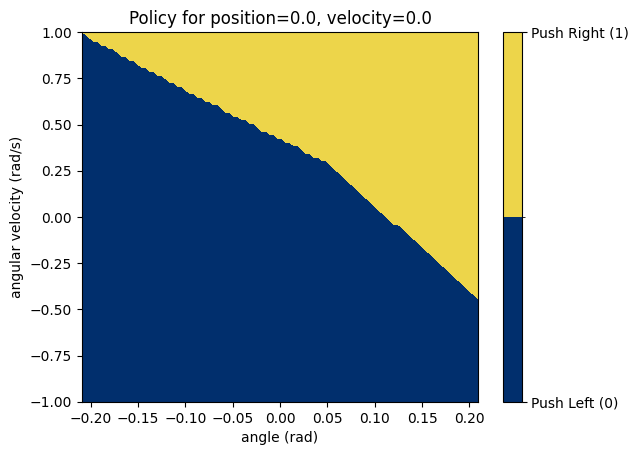 Policy for position=0.0, velocity=0.0
1.00
0.75
0.50
0.25
0.00
−0.25
−0.50
−0.75
−1.00
angular velocity (rad/s)
−0.20 −0.15 −0.10 −0.05 0.00 0.05 0.10 0.15 0.20
angle (rad)
Push Right (1)
Push Left (0)